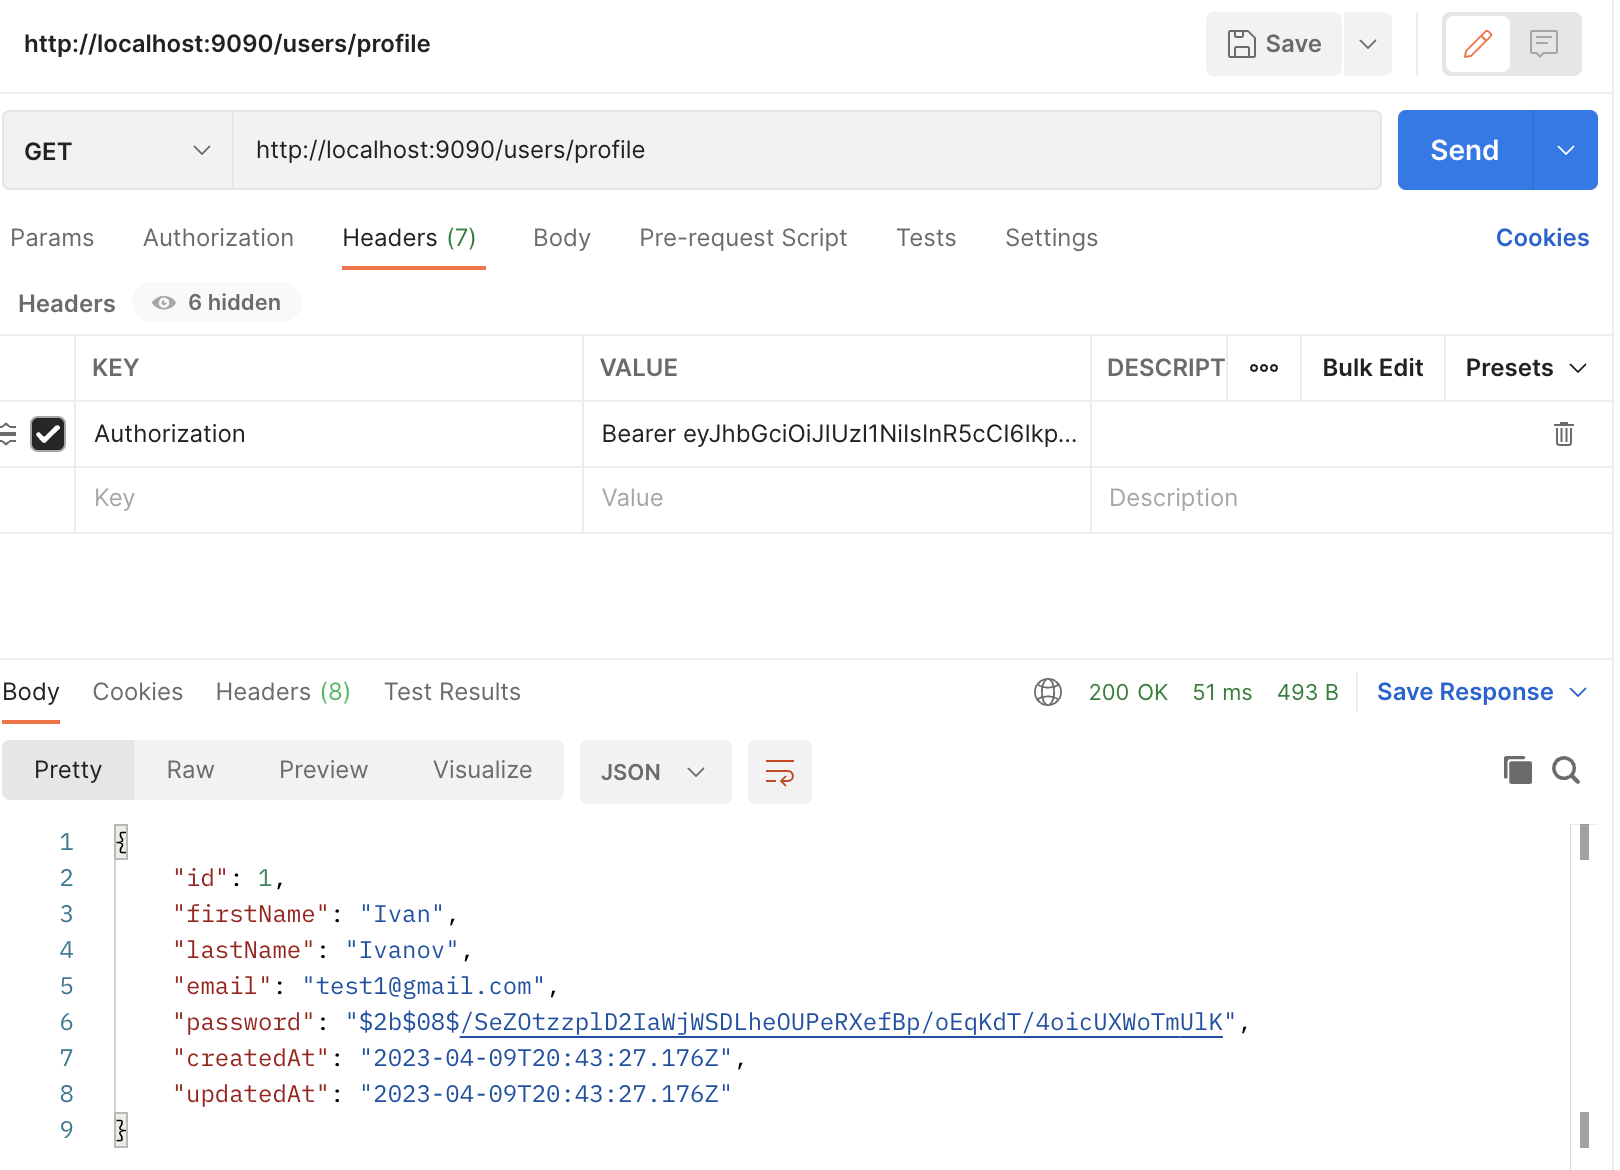 http://localhost:9090/users/profile
Save
GET
http://localhost:9090/users/profile
Send
Params Authorization Headers (7) Body Pre-request Script Tests Settings Cookies
Headers 6 hidden
KEY VALUE DESCRIPT ooo Bulk Edit Presets
Authorization Bearer eyJhbGciOiJIUzI1NiIsInR5cCI6Ikp...
Key Value Description
Body Cookies Headers (8) Test Results 200 OK 51 ms 493 B Save Response
Pretty Raw Preview Visualize JSON
1 {
2 "id": 1,
3 "firstName": "Ivan",
4 "lastName": "Ivanov",
5 "email": "test1@gmail.com",
6 "password": "$2b$08$/SeZOtzzplD2IaWjWSDLheOUPeRXefBp/oEqKdT/4oicUXWoTmUlK",
7 "createdAt": "2023-04-09T20:43:27.176Z",
8 "updatedAt": "2023-04-09T20:43:27.176Z"
9 }